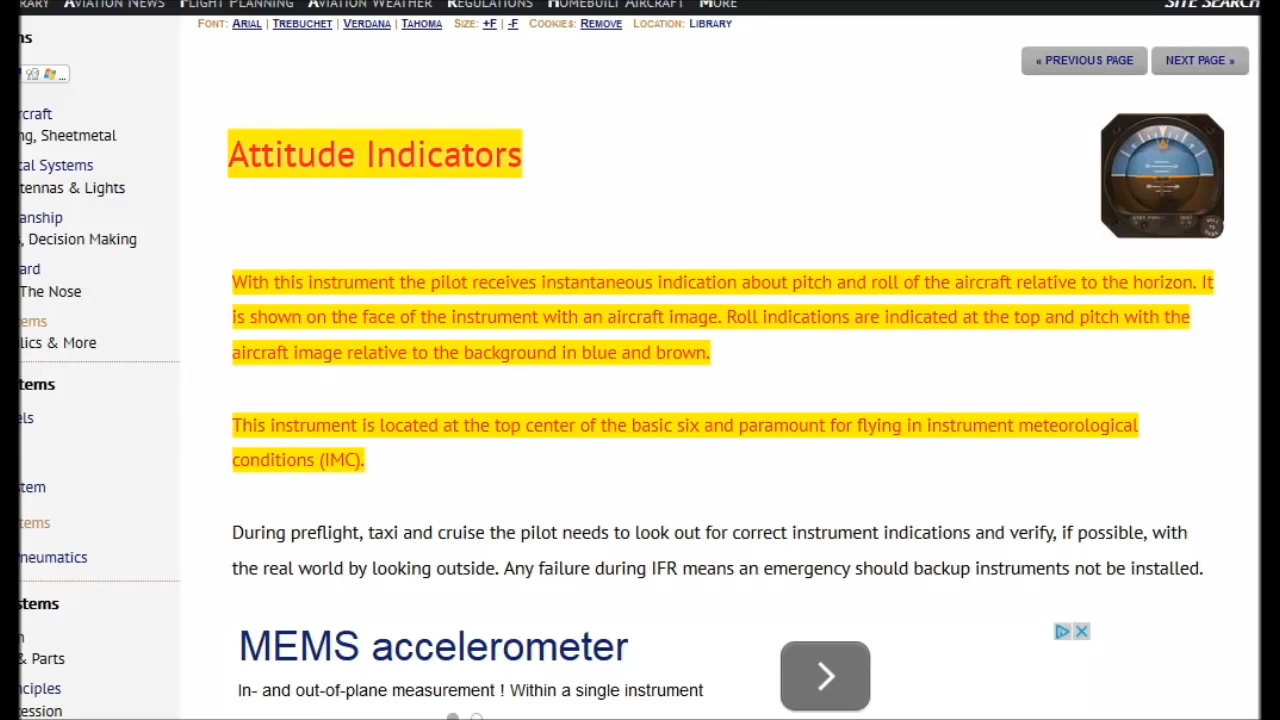 AVIATION NEWS FLIGHT PLANNING AVIATION WEATHER REGULATIONS HOMEBUILT AIRCRAFT MORE SITE SEARCH
FONT: ARIAL | TREBUCHET | VERDANA | TAHOMA SIZE: +F | -F COOKIES: REMOVE LOCATION: LIBRARY
« PREVIOUS PAGE NEXT PAGE »
ns
...
rcraft
ng, Sheetmetal
cal Systems
tennas & Lights
anship
s, Decision Making
ard
The Nose
ems
lics & More
tems
els
stem
tems
neumatics
stems
n
& Parts
nciples
ession
Attitude Indicators
With this instrument the pilot receives instantaneous indication about pitch and roll of the aircraft relative to the horizon. It
is shown on the face of the instrument with an aircraft image. Roll indications are indicated at the top and pitch with the
aircraft image relative to the background in blue and brown.
This instrument is located at the top center of the basic six and paramount for flying in instrument meteorological
conditions (IMC).
During preflight, taxi and cruise the pilot needs to look out for correct instrument indications and verify, if possible, with
the real world by looking outside. Any failure during IFR means an emergency should backup instruments not be installed.
MEMS accelerometer
In- and out-of-plane measurement ! Within a single instrument